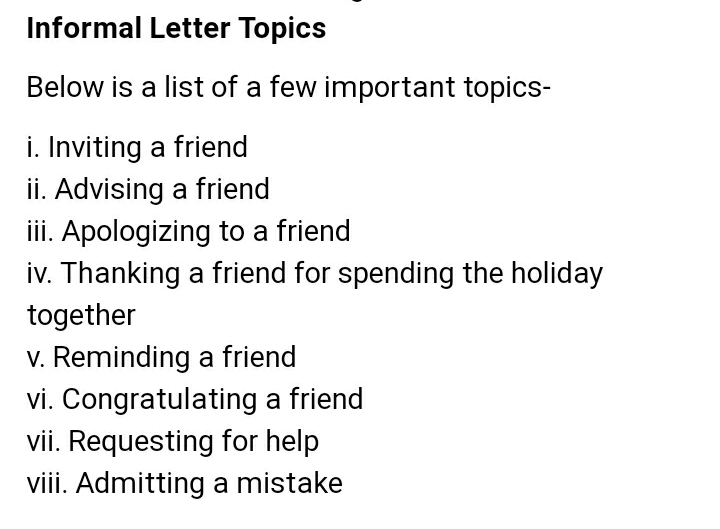 Informal Letter Topics
Below is a list of a few important topics-
i. Inviting a friend
ii. Advising a friend
iii. Apologizing to a friend
iv. Thanking a friend for spending the holiday
together
v. Reminding a friend
vi. Congratulating a friend
vii. Requesting for help
viii. Admitting a mistake